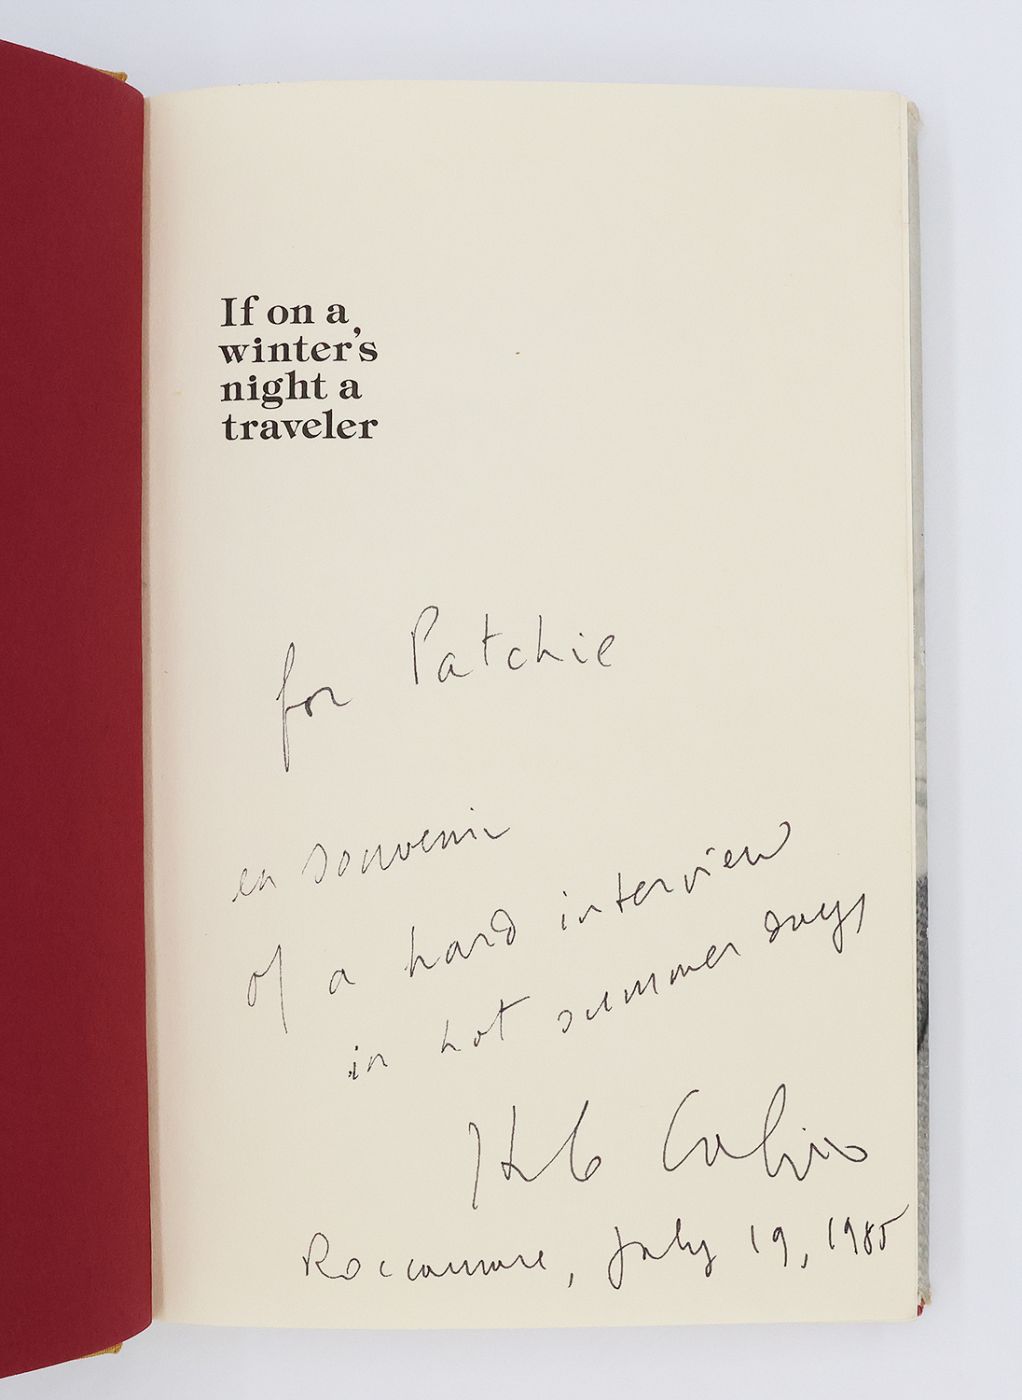 If on a
winter's
night a
traveler
for Patchie
en souvenir
of a hard interview
in hot summer days
Italo Calvino
Roccamare, July 19, 1985